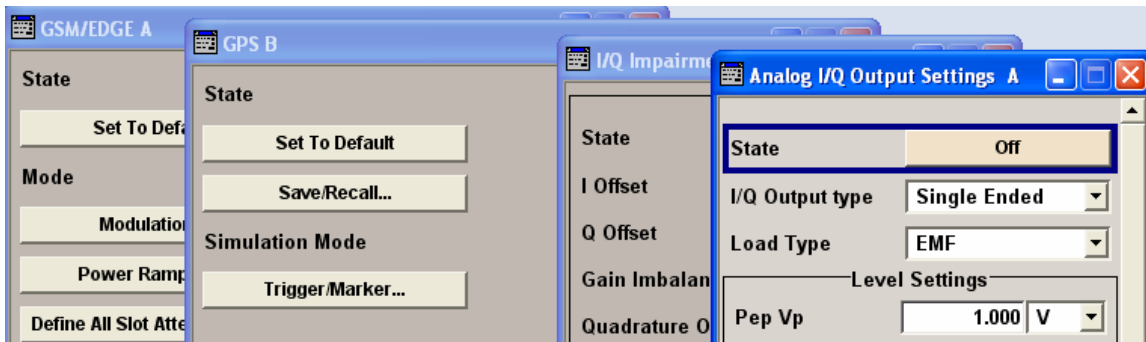 GSM/EDGE A
State
Set To Defa
Mode
Modulatio
Power Ramp
Define All Slot Atte
GPS B
State
Set To Default
Save/Recall...
Simulation Mode
Trigger/Marker...
I/Q Impairme
State
I Offset
Q Offset
Gain Imbalan
Quadrature O
Analog I/Q Output Settings A
State Off
I/Q Output type Single Ended
Load Type EMF
Level Settings
Pep Vp 1.000 V